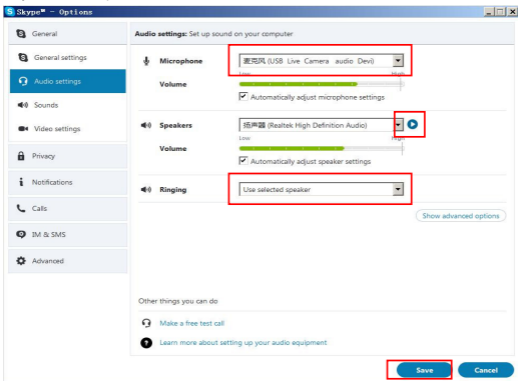 Skype™ - Options
General
General settings
Audio settings
Sounds
Video settings
Privacy
Notifications
Calls
IM & SMS
Advanced
Audio settings: Set up sound on your computer
Microphone
麦克风 (USB Live Camera audio Devi)
Volume
Low
High
Automatically adjust microphone settings
Speakers
扬声器 (Realtek High Definition Audio)
Volume
Low
High
Automatically adjust speaker settings
Ringing
Use selected speaker
Show advanced options
Other things you can do
Make a free test call
Learn more about setting up your audio equipment
Save
Cancel